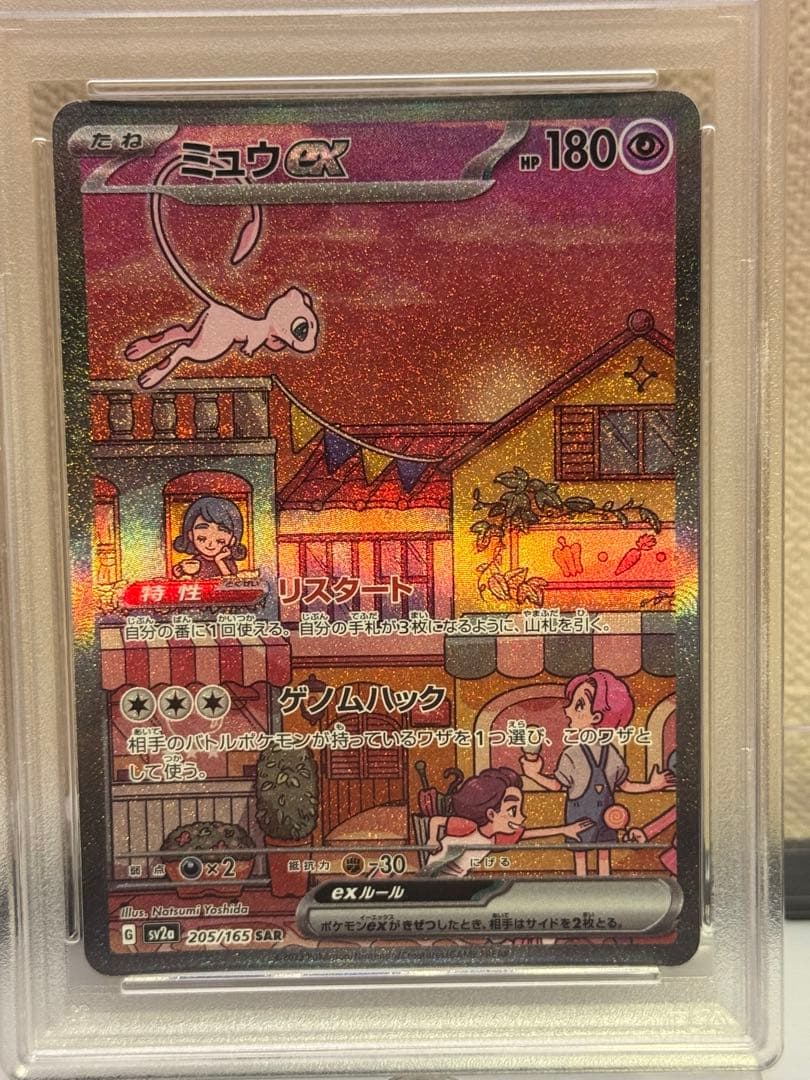 たね ミュウex HP 180
特性 とくせい リスタート
自分の番に1回使える。自分の手札が3枚になるように、山札を引く。
ゲノムハック
相手のバトルポケモンが持っているワザを1つ選び、このワザと
して使う。
弱点 ×2 抵抗力 -30 にげる
exルール
ポケモンexがきぜつしたとき、相手はサイドを2枚とる。
Illus. Natsumi Yoshida
G sv2a 205/165 SAR